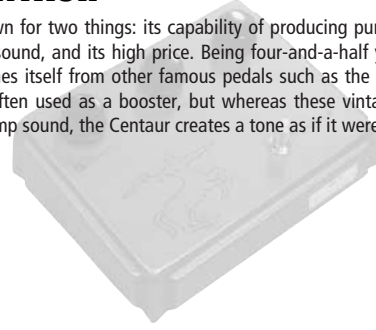 wn for two things: its capability of producing pur
sound, and its high price. Being four-and-a-half y
nes itself from other famous pedals such as the
often used as a booster, but whereas these vinta
mp sound, the Centaur creates a tone as if it were